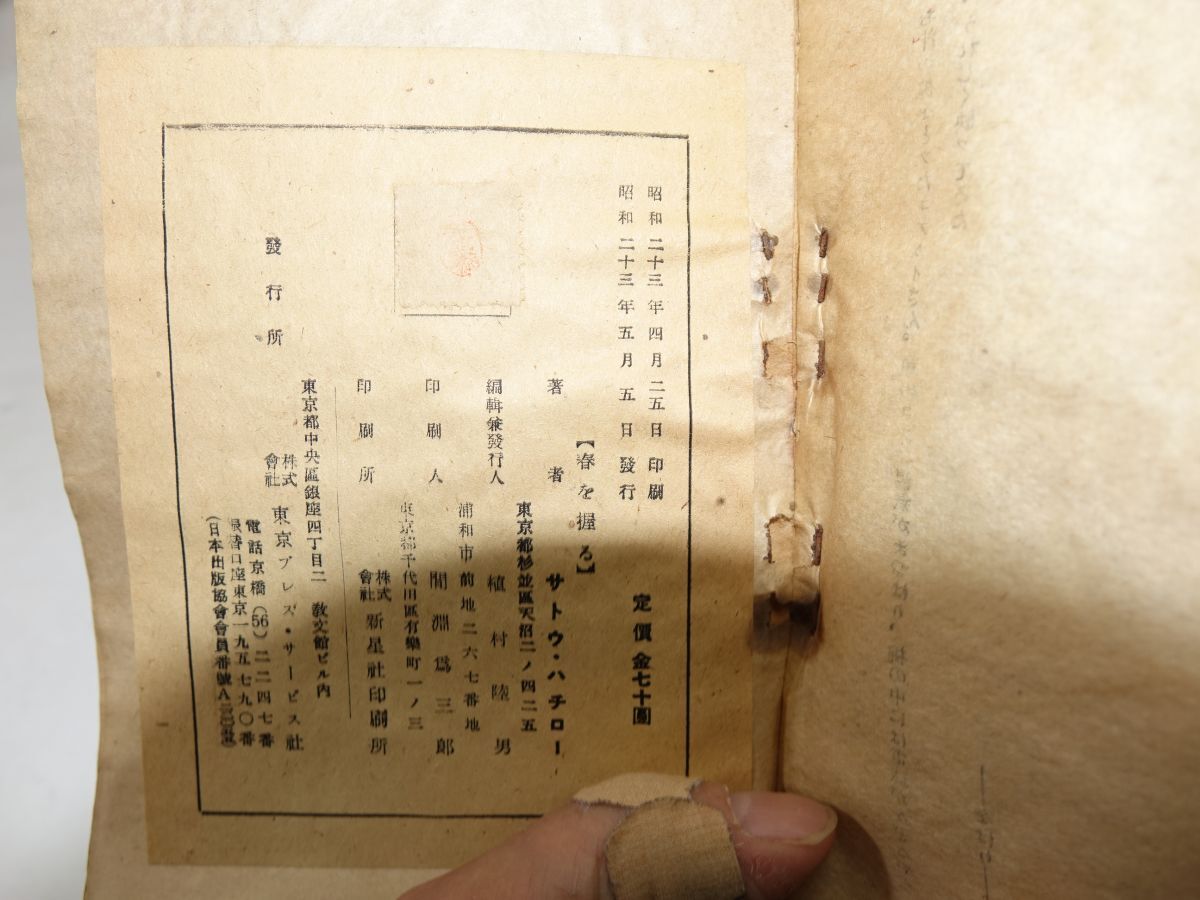 昭和二十三年四月二五日印刷
昭和二十三年五月五日發行
定價金七十圓
【春を握る】
著者
東京都杉並區天沼二ノ四二五
サトウ・ハチロー
編輯兼發行人
浦和市前地二六七番地
植村陸男
印刷人
東京都千代田區有樂町一ノ三
間淵爲三郎
印刷所
株式會社 新星社印刷所
發行所
東京都中央區銀座四丁目二 敎文館ビル內
株式會社 東京プレス・サービス社
電話京橋(56)二二四七番
振替口座東京一九五七九〇番
(日本出版協會會員番號A